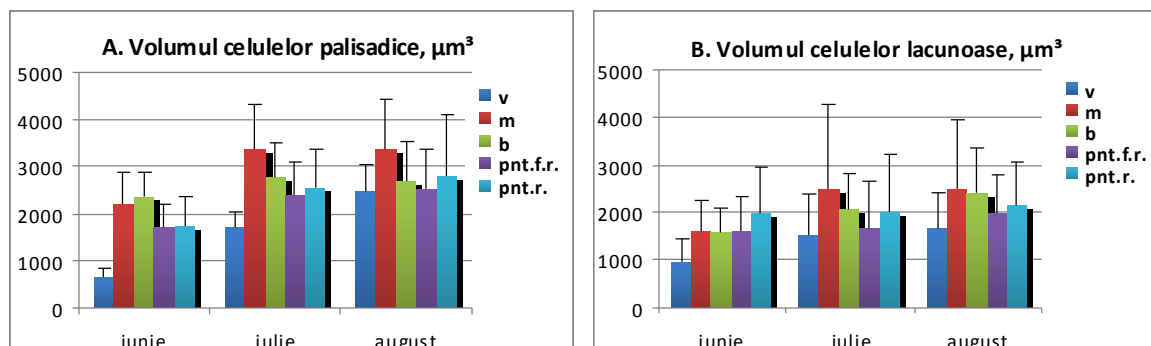 A. Volumul celulelor palisadice, µm³
5000
4000
3000
2000
1000
0
iunie
iulie
august
v
m
b
pnt.f.r.
pnt.r.
B. Volumul celulelor lacunoase, µm³
5000
4000
3000
2000
1000
0
iunie
iulie
august
v
m
b
pnt.f.r.
pnt.r.